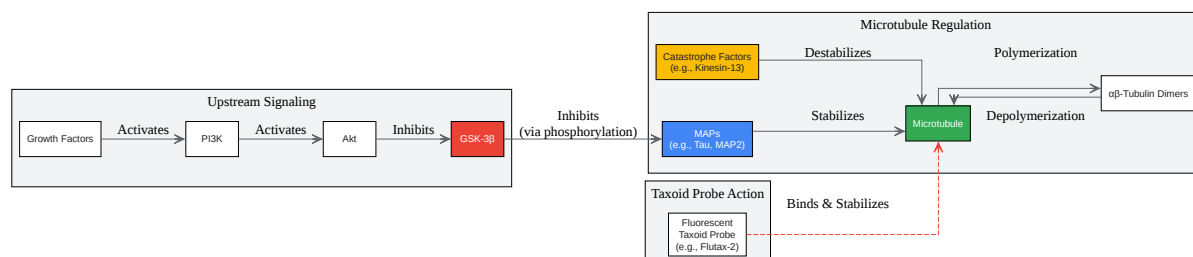 Microtubule Regulation
Catastrophe Factors
(e.g., Kinesin-13)
Destabilizes
Polymerization
αβ-Tubulin Dimers
Upstream Signaling
Growth Factors
Activates
PI3K
Activates
Akt
Inhibits
GSK-3β
Inhibits
(via phosphorylation)
MAPs
(e.g., Tau, MAP2)
Stabilizes
Microtubule
Depolymerization
Taxoid Probe Action
Fluorescent
Taxoid Probe
(e.g., Flutax-2)
Binds & Stabilizes